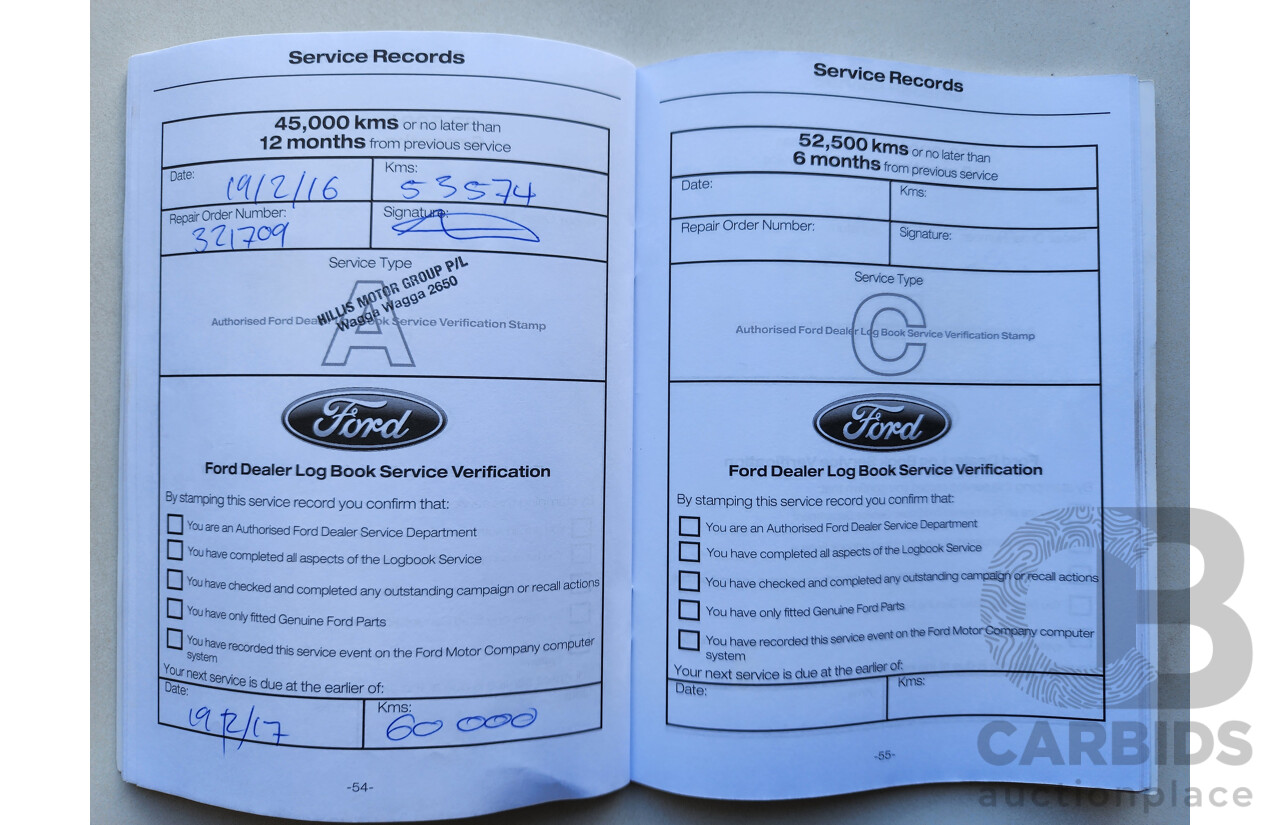 Service Records
45,000 kms or no later than
12 months from previous service
Date: 19/2/16
Kms: 53574
Repair Order Number: 321709
Signature:
Service Type
A
HILLIS MOTOR GROUP P/L
Wagga Wagga 2650
Authorised Ford Dealer Log Book Service Verification Stamp
Ford
Ford Dealer Log Book Service Verification
By stamping this service record you confirm that:
You are an Authorised Ford Dealer Service Department
You have completed all aspects of the Logbook Service
You have checked and completed any outstanding campaign or recall actions
You have only fitted Genuine Ford Parts
You have recorded this service event on the Ford Motor Company computer
system
Your next service is due at the earlier of:
Date: 19/2/17
Kms: 60 000
-54-
Service Records
52,500 kms or no later than
6 months from previous service
Date:
Kms:
Repair Order Number:
Signature:
Service Type
C
Authorised Ford Dealer Log Book Service Verification Stamp
Ford
Ford Dealer Log Book Service Verification
By stamping this service record you confirm that:
You are an Authorised Ford Dealer Service Department
You have completed all aspects of the Logbook Service
You have checked and completed any outstanding campaign or recall actions
You have only fitted Genuine Ford Parts
You have recorded this service event on the Ford Motor Company computer
system
Your next service is due at the earlier of:
Date:
Kms:
-55-
CB
CARBIDS
auctionplace